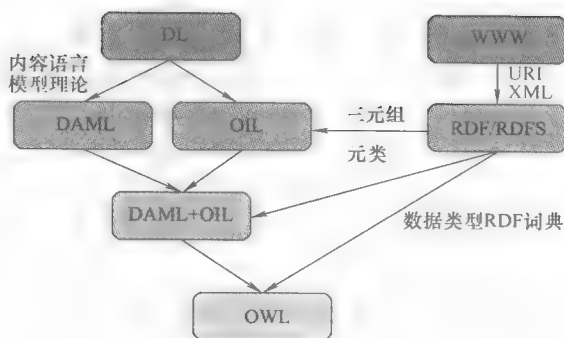 DL
WWW
内容语言
模型理论
URI
XML
DAML
OIL
三元组
元类
RDF/RDFS
DAML+OIL
数据类型RDF词典
OWL